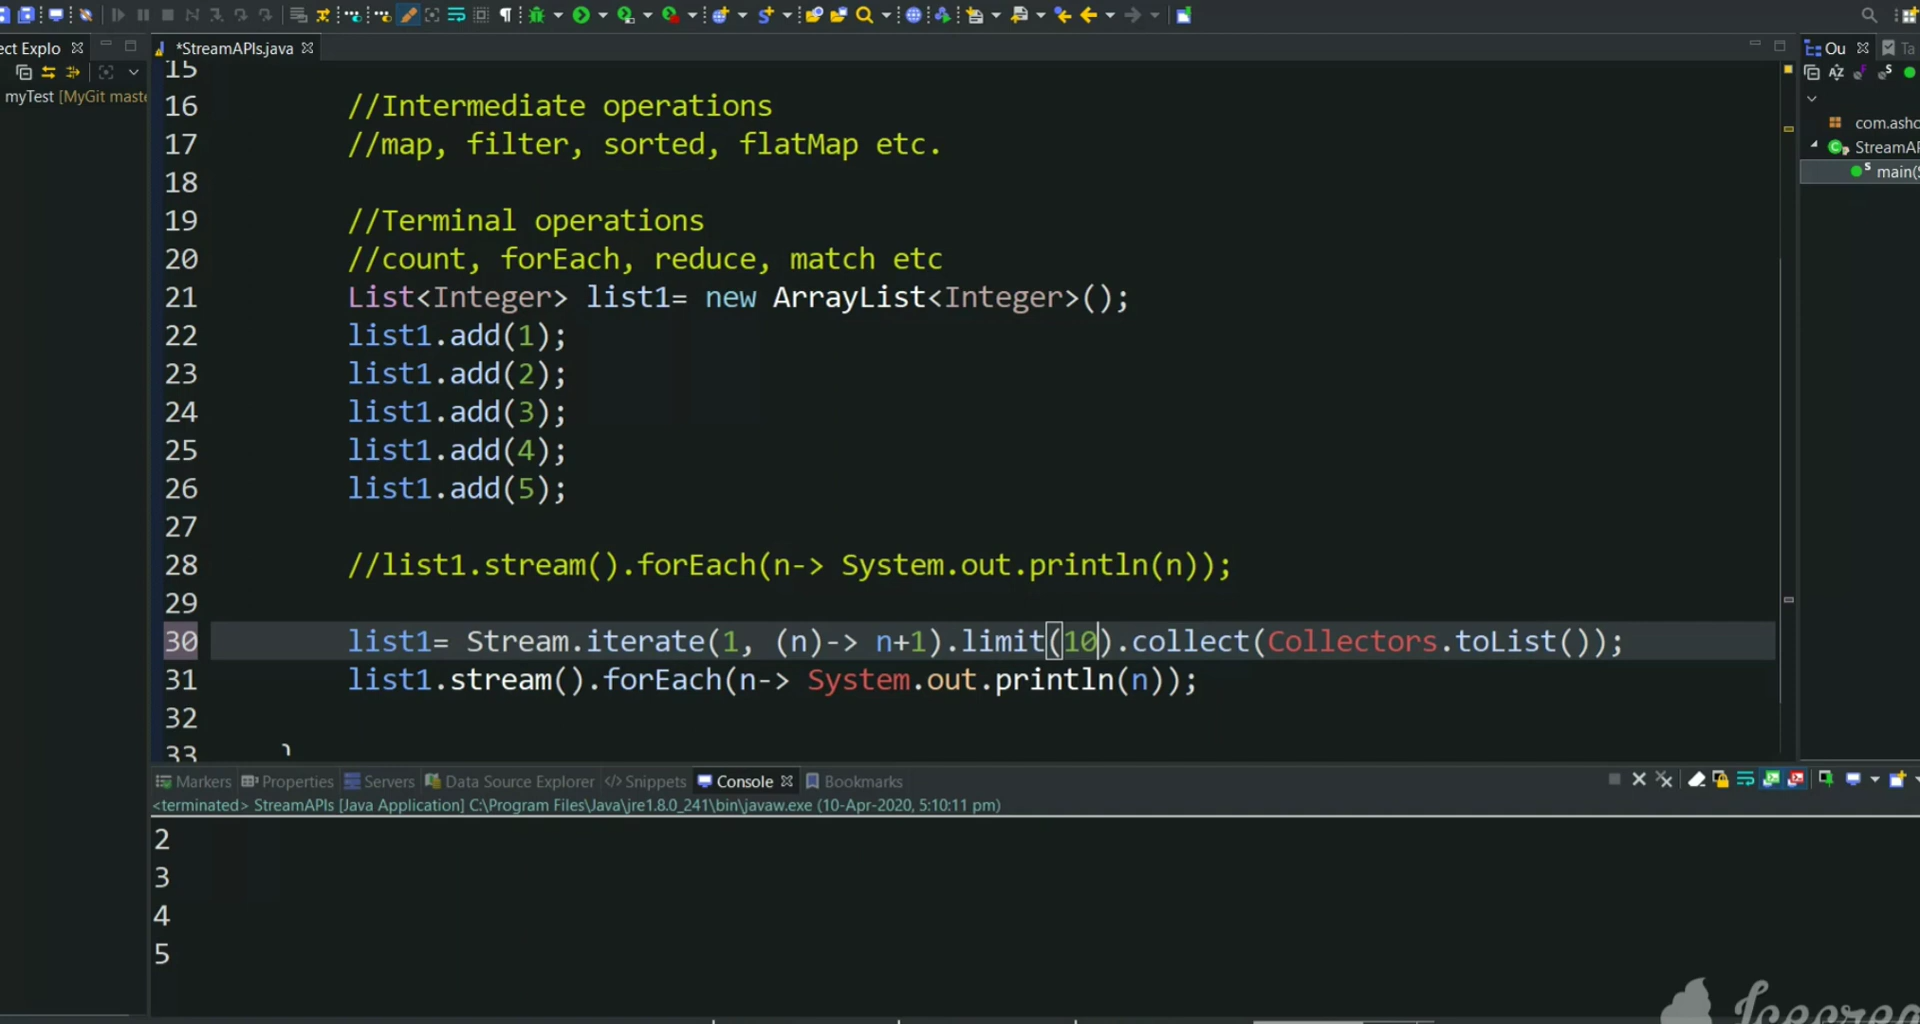 ect Explo
*StreamAPIs.java
Ou
Ta
myTest [MyGit maste
com.asho
StreamAP
main(S
15
16 //Intermediate operations
17 //map, filter, sorted, flatMap etc.
18
19 //Terminal operations
20 //count, forEach, reduce, match etc
21 List<Integer> list1= new ArrayList<Integer>();
22 list1.add(1);
23 list1.add(2);
24 list1.add(3);
25 list1.add(4);
26 list1.add(5);
27
28 //list1.stream().forEach(n-> System.out.println(n));
29
30 list1= Stream.iterate(1, (n)-> n+1).limit(10).collect(Collectors.toList());
31 list1.stream().forEach(n-> System.out.println(n));
32
33 }
Markers Properties Servers Data Source Explorer Snippets Console Bookmarks
<terminated> StreamAPIs [Java Application] C:\Program Files\Java\jre1.8.0_241\bin\javaw.exe (10-Apr-2020, 5:10:11 pm)
2
3
4
5
Icecrea